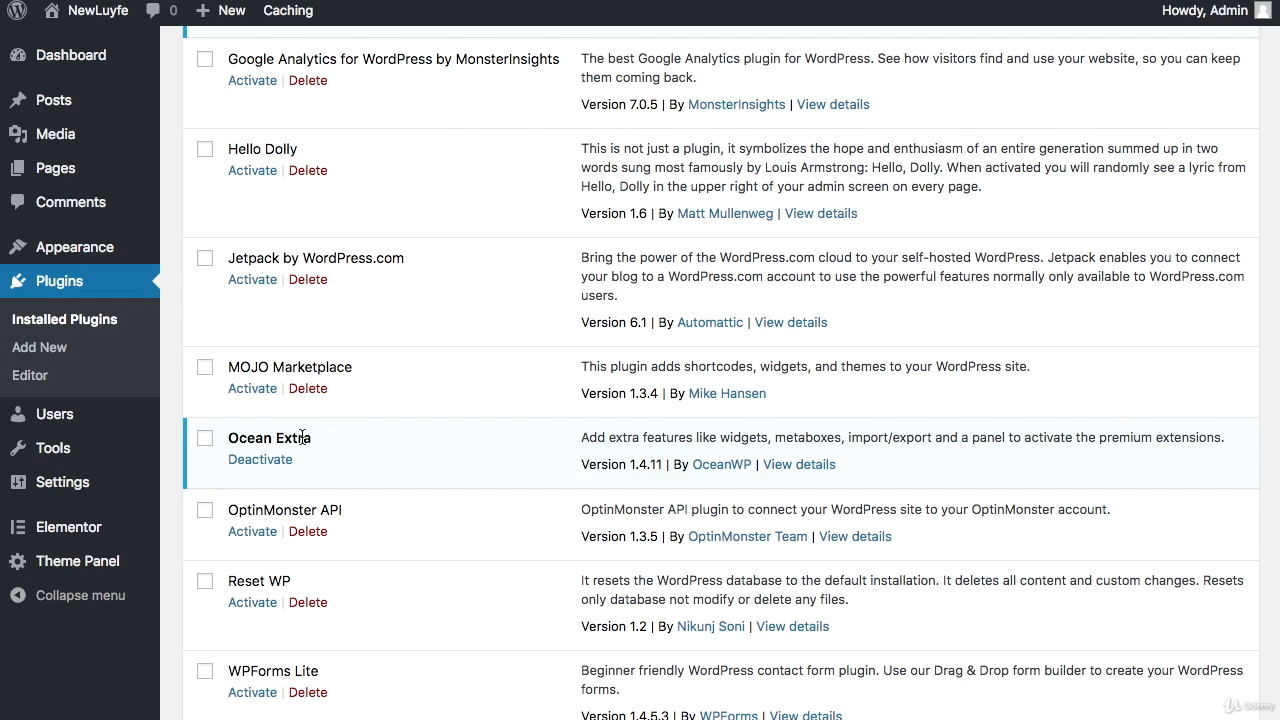 NewLuyfe 0 New Caching Howdy, Admin
Dashboard
Posts
Media
Pages
Comments
Appearance
Plugins
Installed Plugins
Add New
Editor
Users
Tools
Settings
Elementor
Theme Panel
Collapse menu
Google Analytics for WordPress by MonsterInsights
Activate | Delete
The best Google Analytics plugin for WordPress. See how visitors find and use your website, so you can keep
them coming back.
Version 7.0.5 | By MonsterInsights | View details
Hello Dolly
Activate | Delete
This is not just a plugin, it symbolizes the hope and enthusiasm of an entire generation summed up in two
words sung most famously by Louis Armstrong: Hello, Dolly. When activated you will randomly see a lyric from
Hello, Dolly in the upper right of your admin screen on every page.
Version 1.6 | By Matt Mullenweg | View details
Jetpack by WordPress.com
Activate | Delete
Bring the power of the WordPress.com cloud to your self-hosted WordPress. Jetpack enables you to connect
your blog to a WordPress.com account to use the powerful features normally only available to WordPress.com
users.
Version 6.1 | By Automattic | View details
MOJO Marketplace
Activate | Delete
This plugin adds shortcodes, widgets, and themes to your WordPress site.
Version 1.3.4 | By Mike Hansen
Ocean Extra
Deactivate
Add extra features like widgets, metaboxes, import/export and a panel to activate the premium extensions.
Version 1.4.11 | By OceanWP | View details
OptinMonster API
Activate | Delete
OptinMonster API plugin to connect your WordPress site to your OptinMonster account.
Version 1.3.5 | By OptinMonster Team | View details
Reset WP
Activate | Delete
It resets the WordPress database to the default installation. It deletes all content and custom changes. Resets
only database not modify or delete any files.
Version 1.2 | By Nikunj Soni | View details
WPForms Lite
Activate | Delete
Beginner friendly WordPress contact form plugin. Use our Drag & Drop form builder to create your WordPress
forms.
Version 1.4.5.3 | By WPForms | View details
Udemy